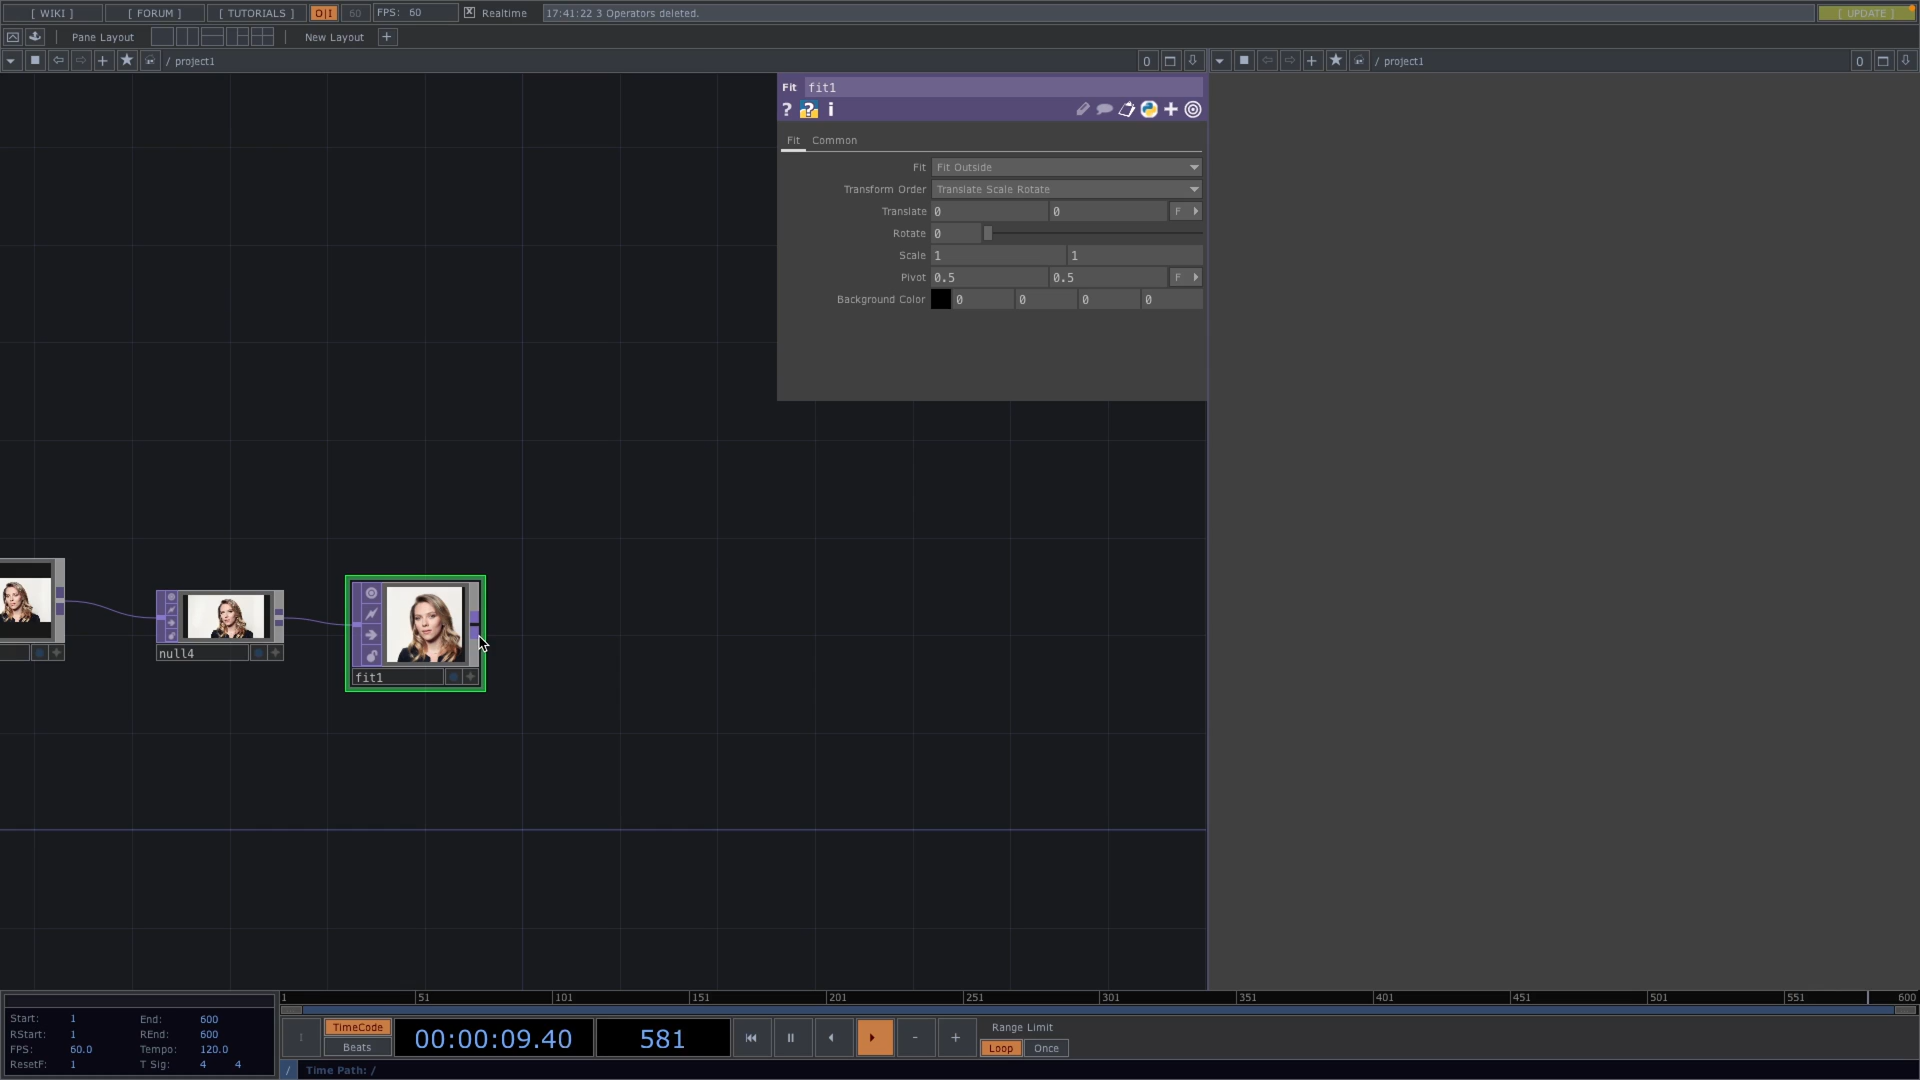 [ WIKI ] [ FORUM ] [ TUTORIALS ] O|I 60 FPS: 60 Realtime 17:41:22 3 Operators deleted. [ UPDATE ]
Pane Layout New Layout +
/ project1 0 / project1 0
Fit fit1
? ? i
Fit Common
Fit Fit Outside
Transform Order Translate Scale Rotate
Translate 0 0 F
Rotate 0
Scale 1 1
Pivot 0.5 0.5 F
Background Color 0 0 0 0
null4
fit1
1 51 101 151 201 251 301 351 401 451 501 551 600
Start: 1 End: 600
RStart: 1 REnd: 600
FPS: 60.0 Tempo: 120.0
ResetF: 1 T Sig: 4 4
1 TimeCode Beats 00:00:09.40 581 - + Range Limit
Loop Once
/ Time Path: /